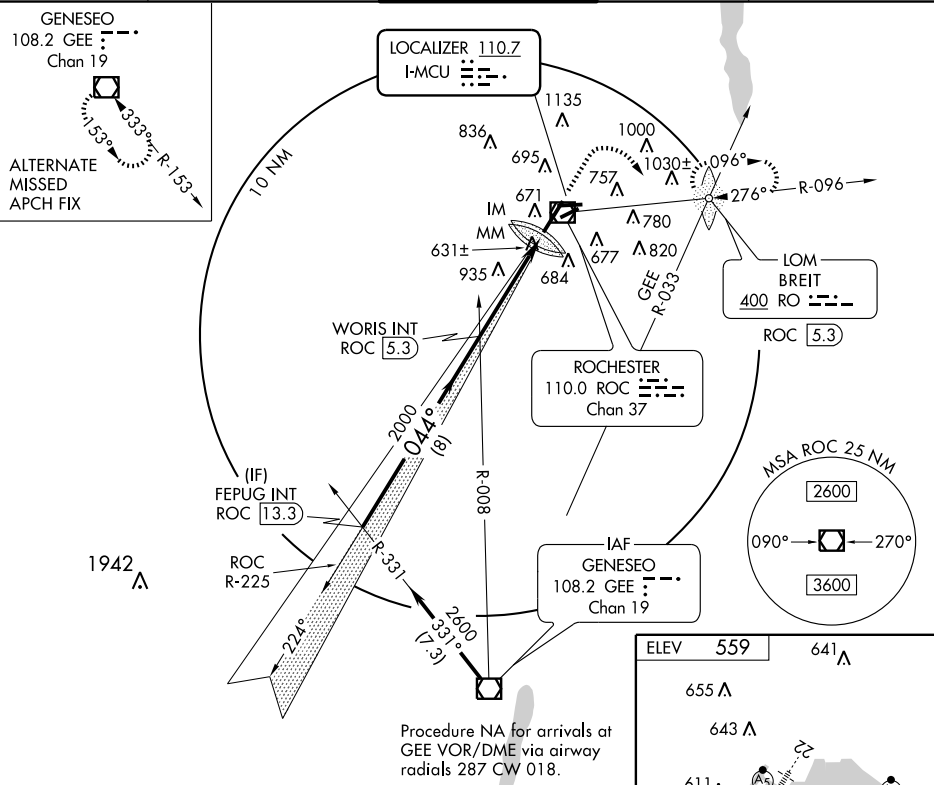 GENESEO
108.2 GEE
Chan 19
333°
153°
R-153
ALTERNATE
MISSED
APCH FIX
LOCALIZER 110.7
I-MCU
10 NM
1135
836
695
1000
1030±
757
671
780
677
820
684
IM
MM
631±
935
096°
276°
R-096
GEE
R-033
LOM
BREIT
400 RO
ROC 5.3
WORIS INT
ROC 5.3
ROCHESTER
110.0 ROC
Chan 37
2000
044°
(8)
R-008
(IF)
FEPUG INT
ROC 13.3
ROC
R-225
R-331
224°
1942
2600
331°
(7.3)
IAF
GENESEO
108.2 GEE
Chan 19
MSA ROC 25 NM
2600
090°
270°
3600
Procedure NA for arrivals at
GEE VOR/DME via airway
radials 287 CW 018.
ELEV 559
641
655
643
22
611
A5